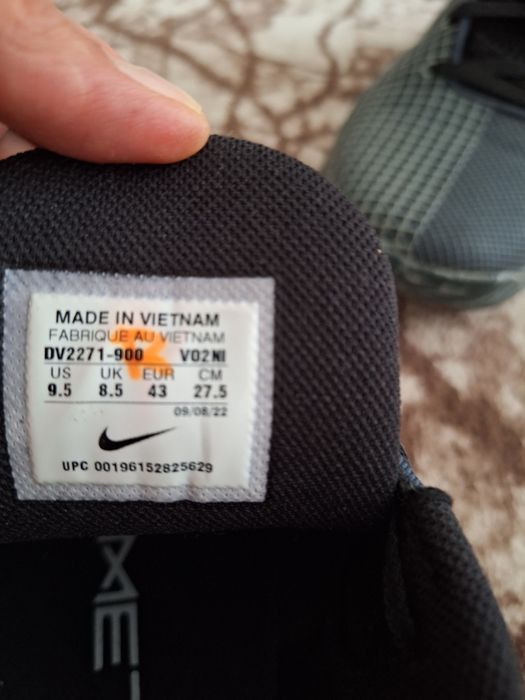 MADE IN VIETNAM
FABRIQUE AU VIETNAM
DV2271-900 VO2NI
US UK EUR CM
9.5 8.5 43 27.5
09/08/22
UPC 00196152825629